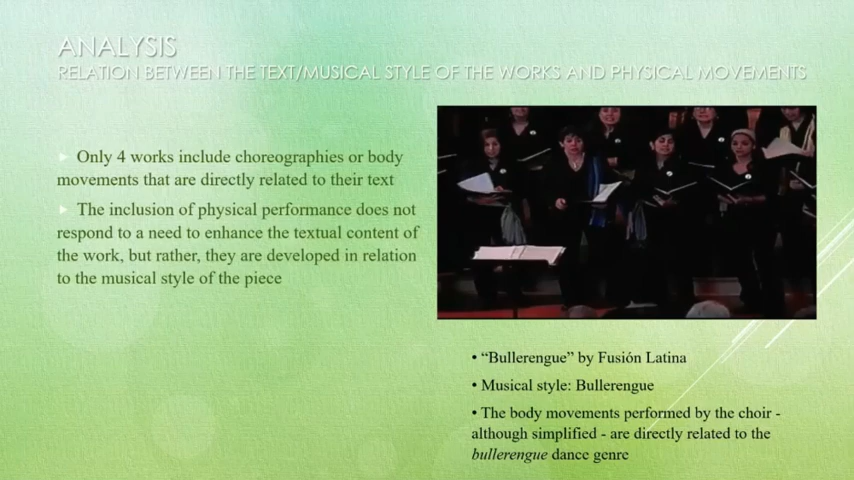 ANALYSIS
RELATION BETWEEN THE TEXT/MUSICAL STYLE OF THE WORKS AND PHYSICAL MOVEMENTS
Only 4 works include choreographies or body
movements that are directly related to their text
The inclusion of physical performance does not
respond to a need to enhance the textual content of
the work, but rather, they are developed in relation
to the musical style of the piece
• “Bullerengue” by Fusión Latina
• Musical style: Bullerengue
• The body movements performed by the choir -
although simplified - are directly related to the
bullerengue dance genre